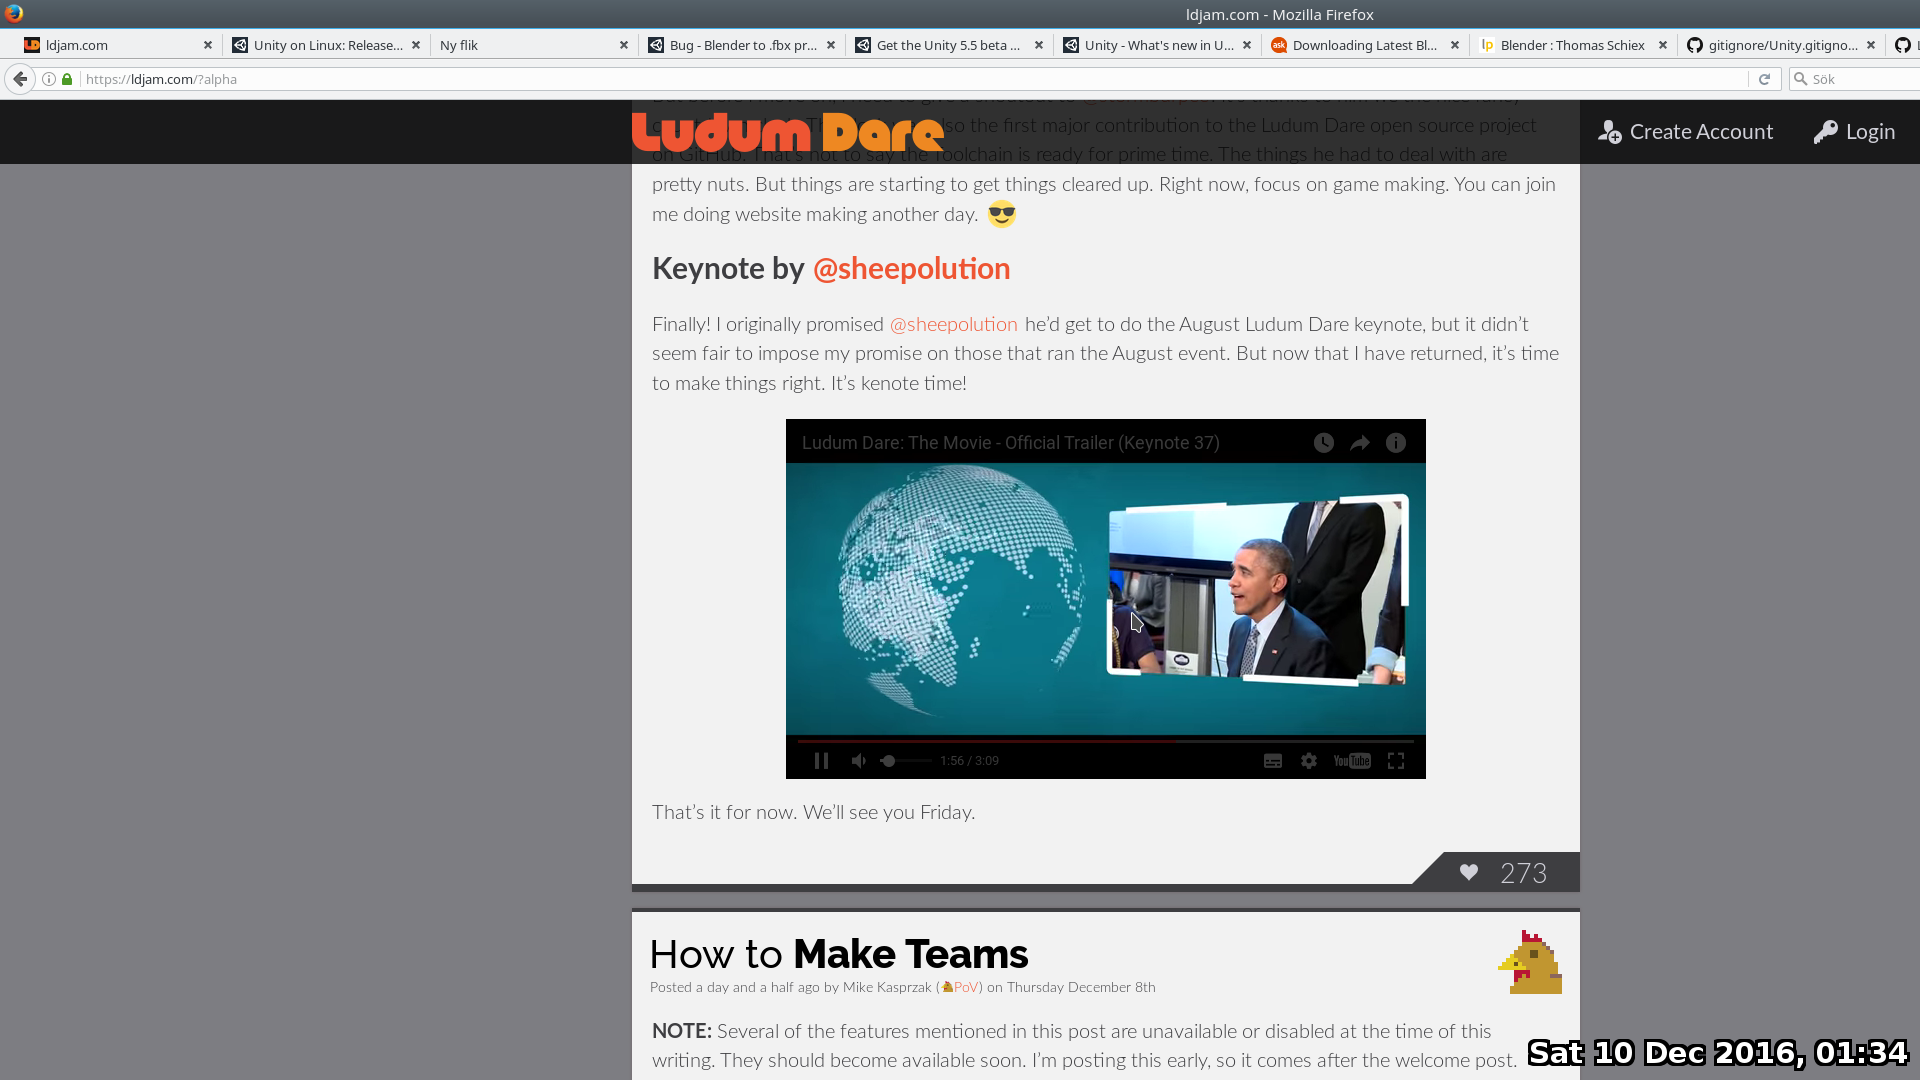 ldjam.com - Mozilla Firefox
ldjam.com
Unity on Linux: Release...
Ny flik
Bug - Blender to .fbx pr...
Get the Unity 5.5 beta ...
Unity - What's new in U...
Downloading Latest Bl...
Blender : Thomas Schiex
gitignore/Unity.gitigno...
https://ldjam.com/?alpha
Sök
Ludum Dare
Create Account
Login
also the first major contribution to the Ludum Dare open source project
on GitHub. That's not to say the Toolchain is ready for prime time. The things he had to deal with are
pretty nuts. But things are starting to get things cleared up. Right now, focus on game making. You can join
me doing website making another day.
Keynote by @sheepolution
Finally! I originally promised @sheepolution he’d get to do the August Ludum Dare keynote, but it didn’t
seem fair to impose my promise on those that ran the August event. But now that I have returned, it’s time
to make things right. It’s kenote time!
Ludum Dare: The Movie - Official Trailer (Keynote 37)
1:56 / 3:09
YouTube
That’s it for now. We’ll see you Friday.
273
How to Make Teams
Posted a day and a half ago by Mike Kasprzak (PoV) on Thursday December 8th
NOTE: Several of the features mentioned in this post are unavailable or disabled at the time of this
writing. They should become available soon. I’m posting this early, so it comes after the welcome post.
Sat 10 Dec 2016, 01:34